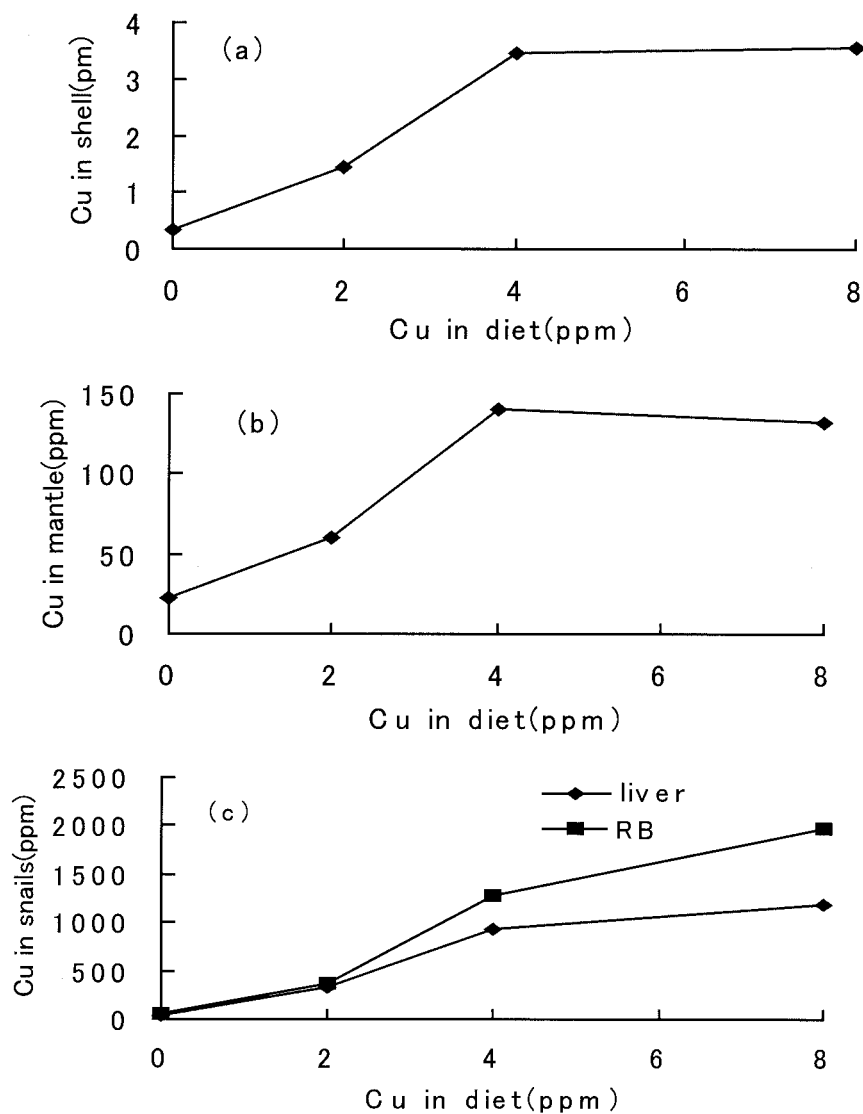 4
(a)
3
2
1
0
Cu in shell(pm)
0 2 4 6 8
Cu in diet(ppm)
150
(b)
100
50
0
Cu in mantle(ppm)
0 2 4 6 8
Cu in diet(ppm)
2500
(c)
liver
2000
RB
1500
1000
500
0
Cu in snails(ppm)
0 2 4 6 8
Cu in diet(ppm)